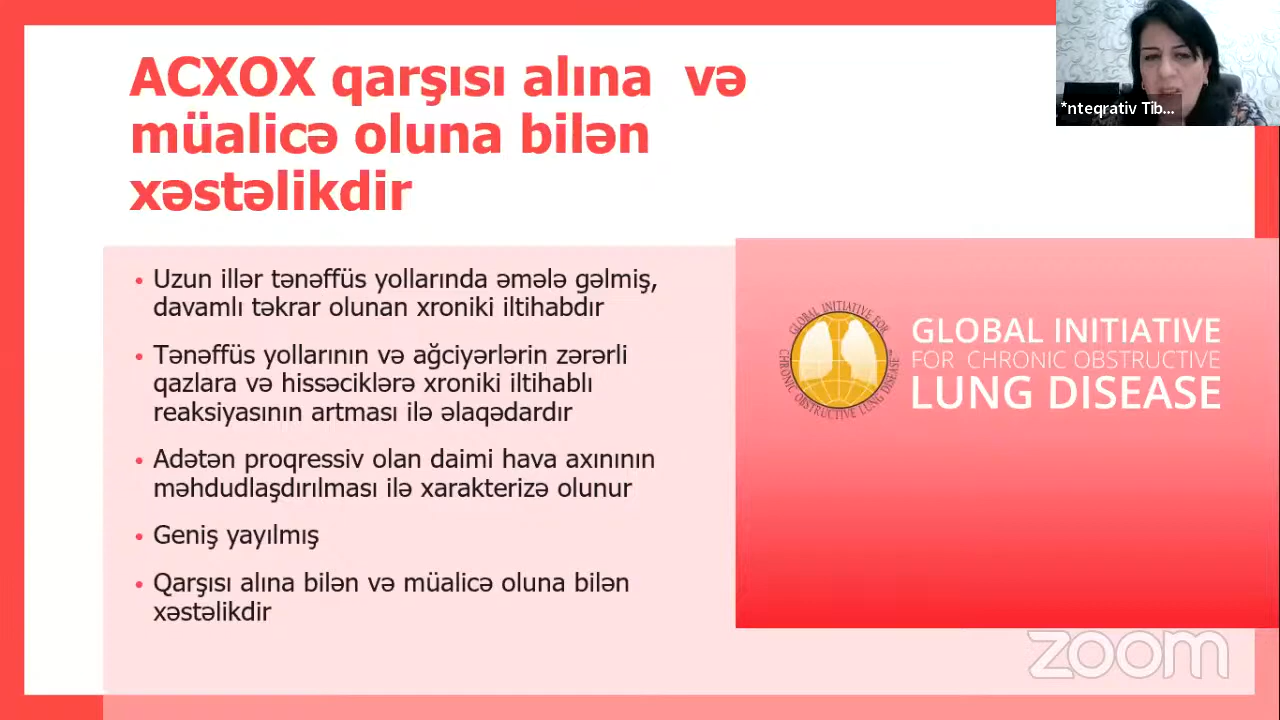 ACXOX qarşısı alına və
müalicə oluna bilən
xəstəlikdir
*nteqrativ Tib...
• Uzun illər tənəffüs yollarında əmələ gəlmiş,
davamlı təkrar olunan xroniki iltihabdır
• Tənəffüs yollarının və ağciyərlərin zərərli
qazlara və hissəciklərə xroniki iltihablı
reaksiyasının artması ilə əlaqədardır
• Adətən proqressiv olan daimi hava axınının
məhdudlaşdırılması ilə xarakterizə olunur
• Geniş yayılmış
• Qarşısı alına bilən və müalicə oluna bilən
xəstəlikdir
GLOBAL INITIATIVE FOR
CHRONIC OBSTRUCTIVE LUNG DISEASE
GLOBAL INITIATIVE
FOR CHRONIC OBSTRUCTIVE
LUNG DISEASE
zoom